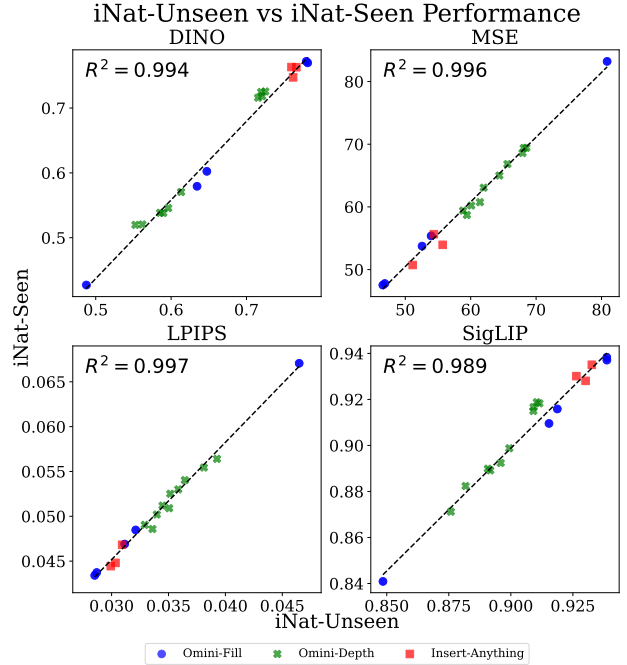 iNat-Unseen vs iNat-Seen Performance
DINO
MSE
R² = 0.994
R² = 0.996
0.7
0.6
0.5
0.5
0.6
0.7
80
70
60
50
50
60
70
80
iNat-Seen
LPIPS
SigLIP
R² = 0.997
R² = 0.989
0.065
0.060
0.055
0.050
0.045
0.030
0.035
0.040
0.045
0.94
0.92
0.90
0.88
0.86
0.84
0.850
0.875
0.900
0.925
iNat-Unseen
Omini-Fill
Omini-Depth
Insert-Anything